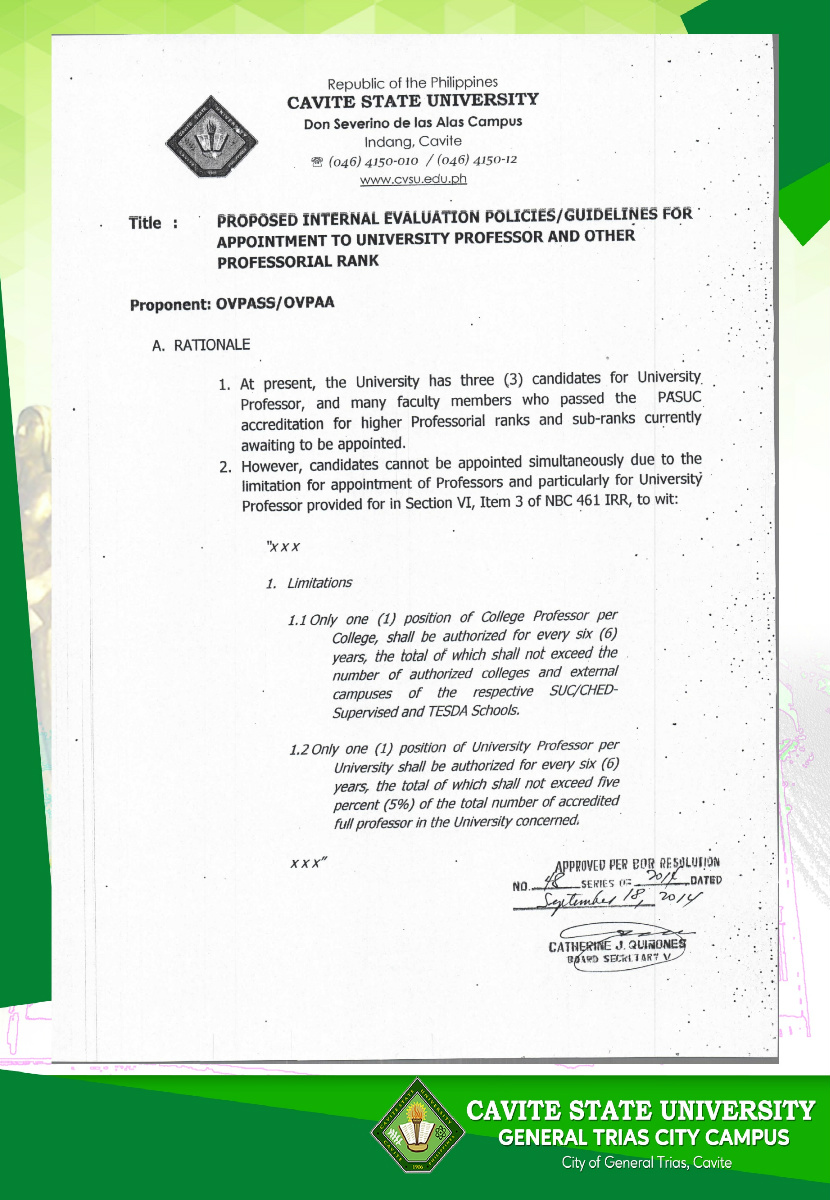 Republic of the Philippines
CAVITE STATE UNIVERSITY
Don Severino de las Alas Campus
Indang, Cavite
☏ (046) 4150-010 / (046) 4150-12
www.cvsu.edu.ph
Title : PROPOSED INTERNAL EVALUATION POLICIES/GUIDELINES FOR
APPOINTMENT TO UNIVERSITY PROFESSOR AND OTHER
PROFESSORIAL RANK
Proponent: OVPASS/OVPAA
A. RATIONALE
1. At present, the University has three (3) candidates for University
Professor, and many faculty members who passed the PASUC
accreditation for higher Professorial ranks and sub-ranks currently
awaiting to be appointed.
2. However, candidates cannot be appointed simultaneously due to the
limitation for appointment of Professors and particularly for University
Professor provided for in Section VI, Item 3 of NBC 461 IRR, to wit:
"x x x
1. Limitations
1.1 Only one (1) position of College Professor per
College, shall be authorized for every six (6)
years, the total of which shall not exceed the
number of authorized colleges and external
campuses of the respective SUC/CHED-
Supervised and TESDA Schools.
1.2 Only one (1) position of University Professor per
University shall be authorized for every six (6)
years, the total of which shall not exceed five
percent (5%) of the total number of accredited
full professor in the University concerned.
x x x"
APPROVED PER BOR RESOLUTION
NO. 48 SERIES OF 2014 DATED
September 18, 2014
CATHERINE J. QUIÑONES
BOARD SECRETARY V
CAVITE STATE UNIVERSITY
GENERAL TRIAS CITY CAMPUS
City of General Trias, Cavite